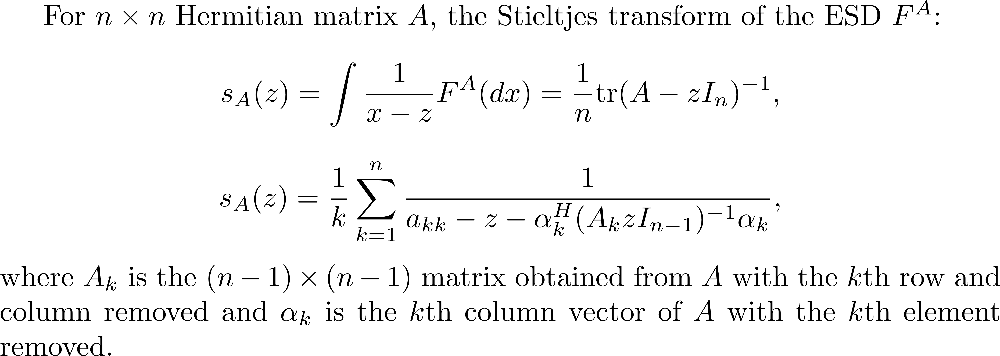 For $n \times n$ Hermitian matrix $A$, the Stieltjes transform of the ESD $F^A$:
$$s_A(z) = \int \frac{1}{x-z} F^A(dx) = \frac{1}{n} \mathrm{tr}(A - zI_n)^{-1},$$
$$s_A(z) = \frac{1}{k} \sum_{k=1}^{n} \frac{1}{a_{kk} - z - \alpha_k^H (A_k z I_{n-1})^{-1} \alpha_k},$$
where $A_k$ is the $(n-1) \times (n-1)$ matrix obtained from $A$ with the $k$th row and
column removed and $\alpha_k$ is the $k$th column vector of $A$ with the $k$th element
removed.